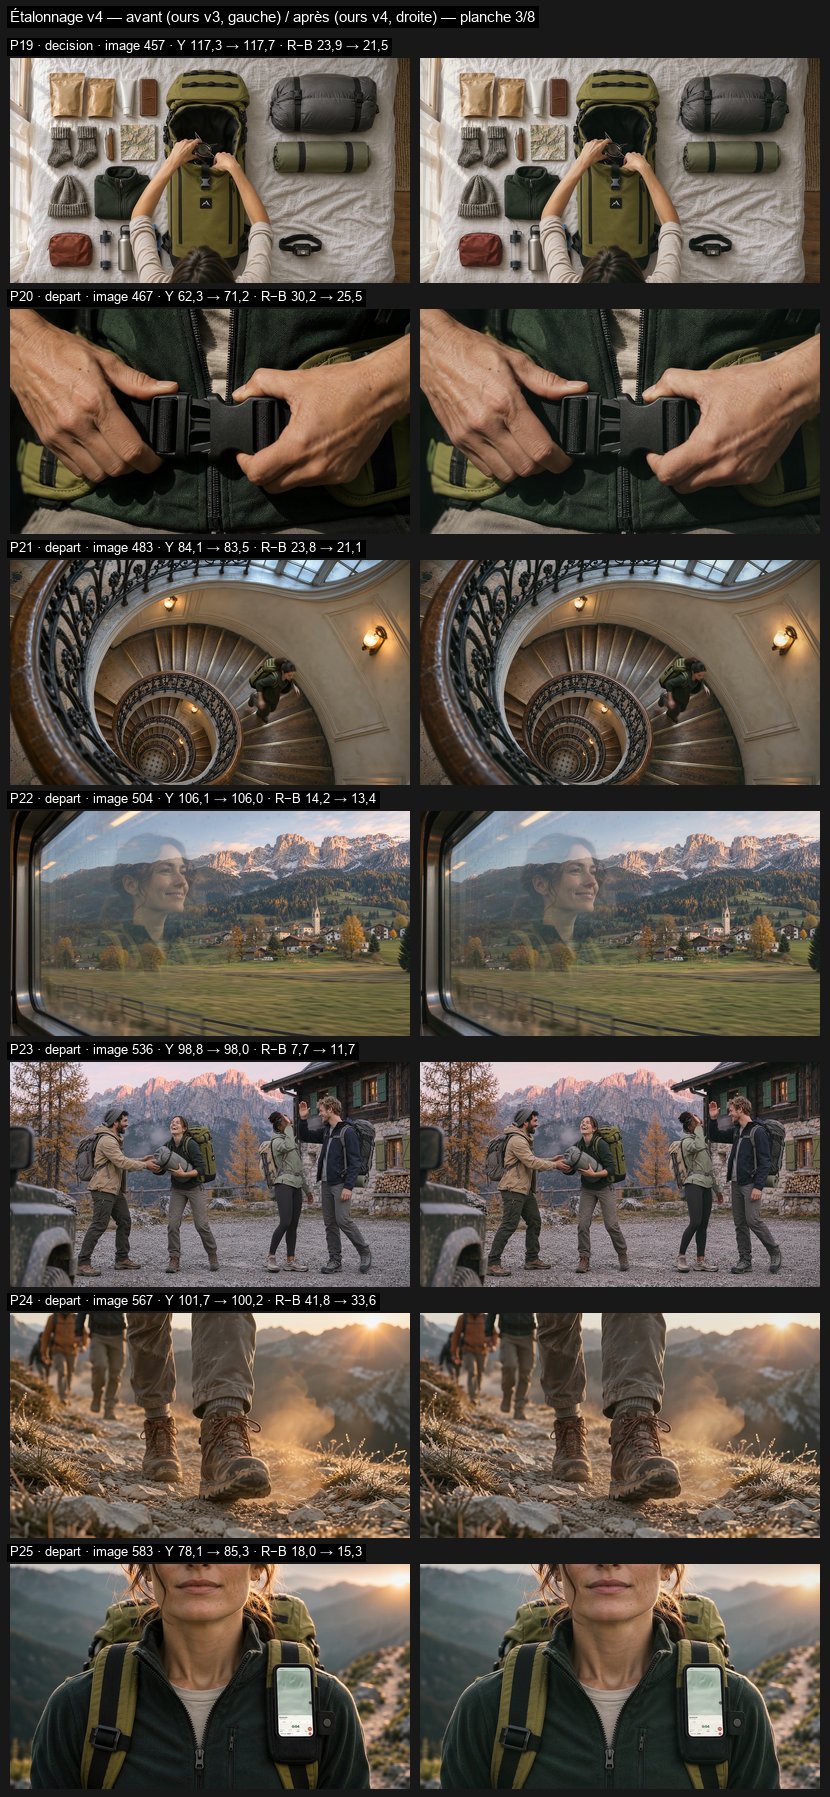 Étalonnage v4 — avant (ours v3, gauche) / après (ours v4, droite) — planche 3/8
P19 · decision · image 457 · Y 117,3 → 117,7 · R−B 23,9 → 21,5
P20 · depart · image 467 · Y 62,3 → 71,2 · R−B 30,2 → 25,5
P21 · depart · image 483 · Y 84,1 → 83,5 · R−B 23,8 → 21,1
P22 · depart · image 504 · Y 106,1 → 106,0 · R−B 14,2 → 13,4
P23 · depart · image 536 · Y 98,8 → 98,0 · R−B 7,7 → 11,7
P24 · depart · image 567 · Y 101,7 → 100,2 · R−B 41,8 → 33,6
P25 · depart · image 583 · Y 78,1 → 85,3 · R−B 18,0 → 15,3